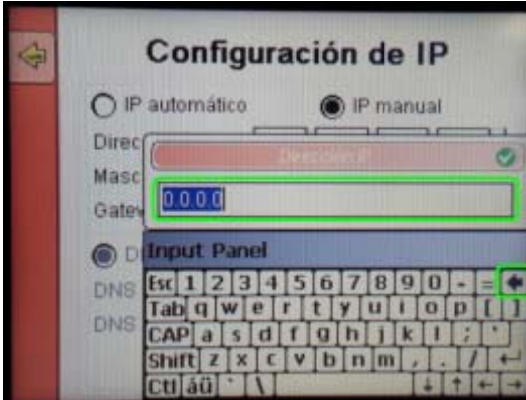 Configuración de IP
IP automático
IP manual
Direc
Dirección IP
Masc
0.0.0.0
Gatew
D
Input Panel
DNS
Esc 1 2 3 4 5 6 7 8 9 0 - =
Tab q w e r t y u i o p [ ]
DNS
CAP a s d f g h j k l ; '
Shift z x c v b n m , . /
Ctl áü ` \